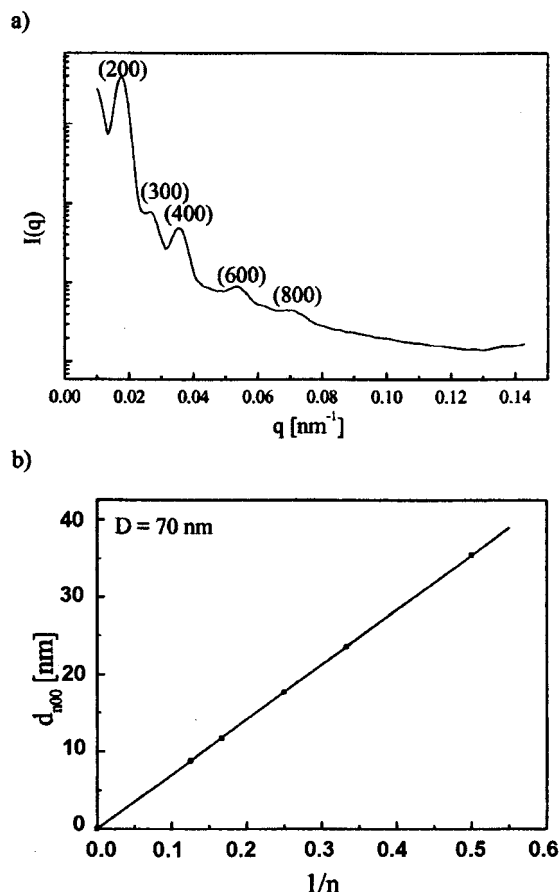 a)
(200)
(300)
(400)
(600)
(800)
I(q)
0.00 0.02 0.04 0.06 0.08 0.10 0.12 0.14
q [nm⁻¹]
b)
D = 70 nm
40
30
20
10
0
dₙ₀₀ [nm]
0.0 0.1 0.2 0.3 0.4 0.5 0.6
1/n